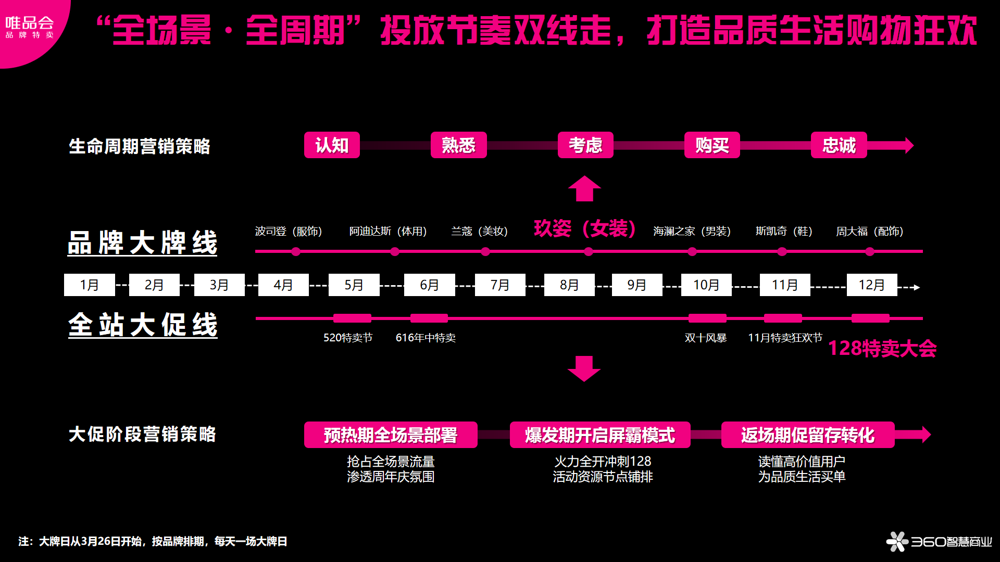 唯品会
品牌特卖
“全场景·全周期”投放节奏双线走，打造品质生活购物狂欢
生命周期营销策略
认知
熟悉
考虑
购买
忠诚
品牌大牌线
波司登（服饰）
阿迪达斯（体用）
兰蔻（美妆）
玖姿（女装）
海澜之家（男装）
斯凯奇（鞋）
周大福（配饰）
1月
2月
3月
4月
5月
6月
7月
8月
9月
10月
11月
12月
全站大促线
520特卖节
616年中特卖
双十风暴
11月特卖狂欢节
128特卖大会
大促阶段营销策略
预热期全场景部署
爆发期开启屏霸模式
返场期促留存转化
抢占全场景流量
渗透周年庆氛围
火力全开冲刺128
活动资源节点铺排
读懂高价值用户
为品质生活买单
注：大牌日从3月26日开始，按品牌排期，每天一场大牌日
360智慧商业